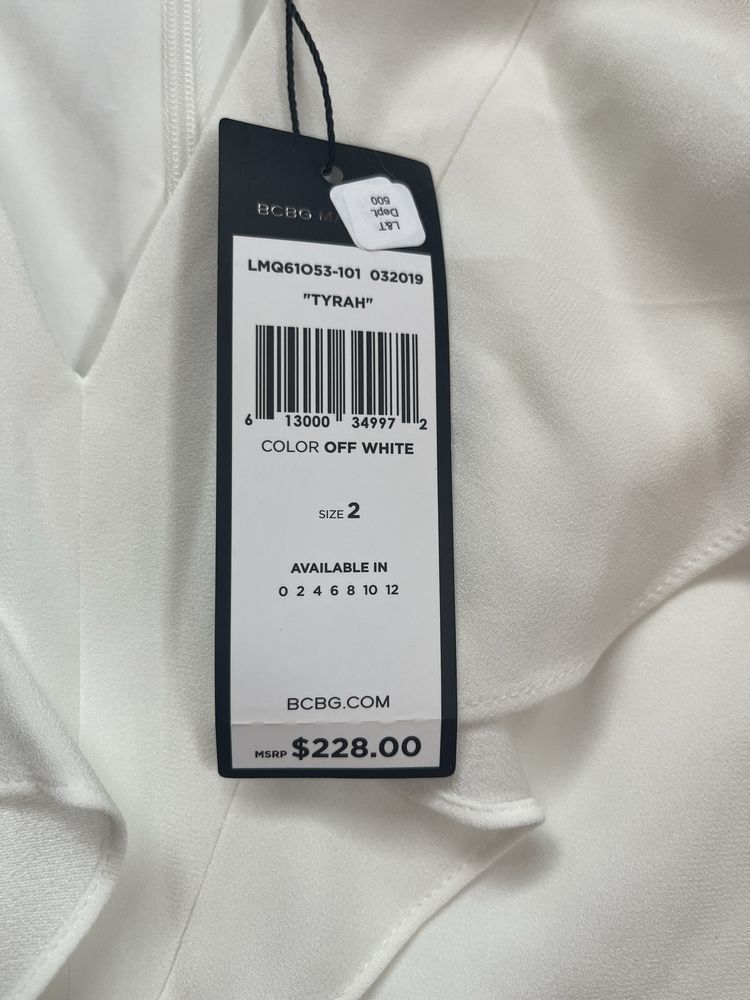 BCBG
L&T
Dept.
500
LMQ61O53-101 032019
"TYRAH"
6 13000 34997 2
COLOR OFF WHITE
SIZE 2
AVAILABLE IN
0 2 4 6 8 10 12
BCBG.COM
MSRP $228.00